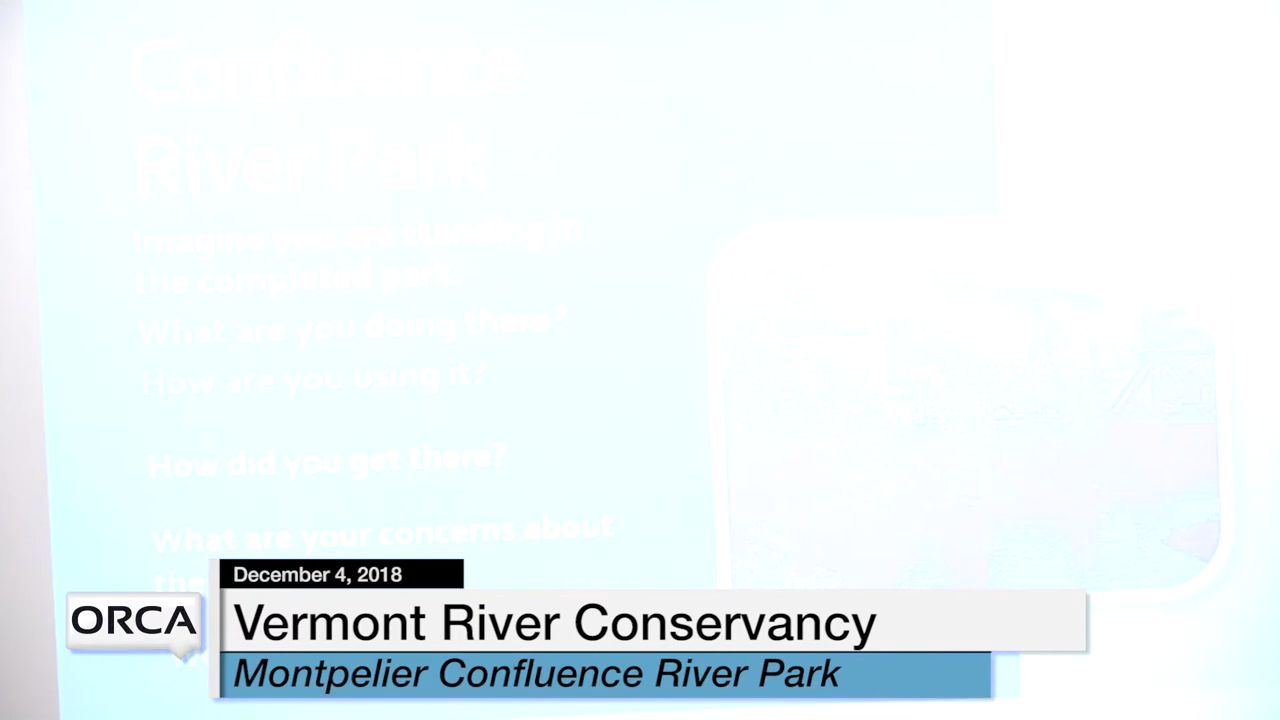 Confluence
River Park
Imagine you are standing in
the completed park.
What are you doing there?
How are you using it?
How did you get there?
What are your concerns about
the
December 4, 2018
ORCA
Vermont River Conservancy
Montpelier Confluence River Park